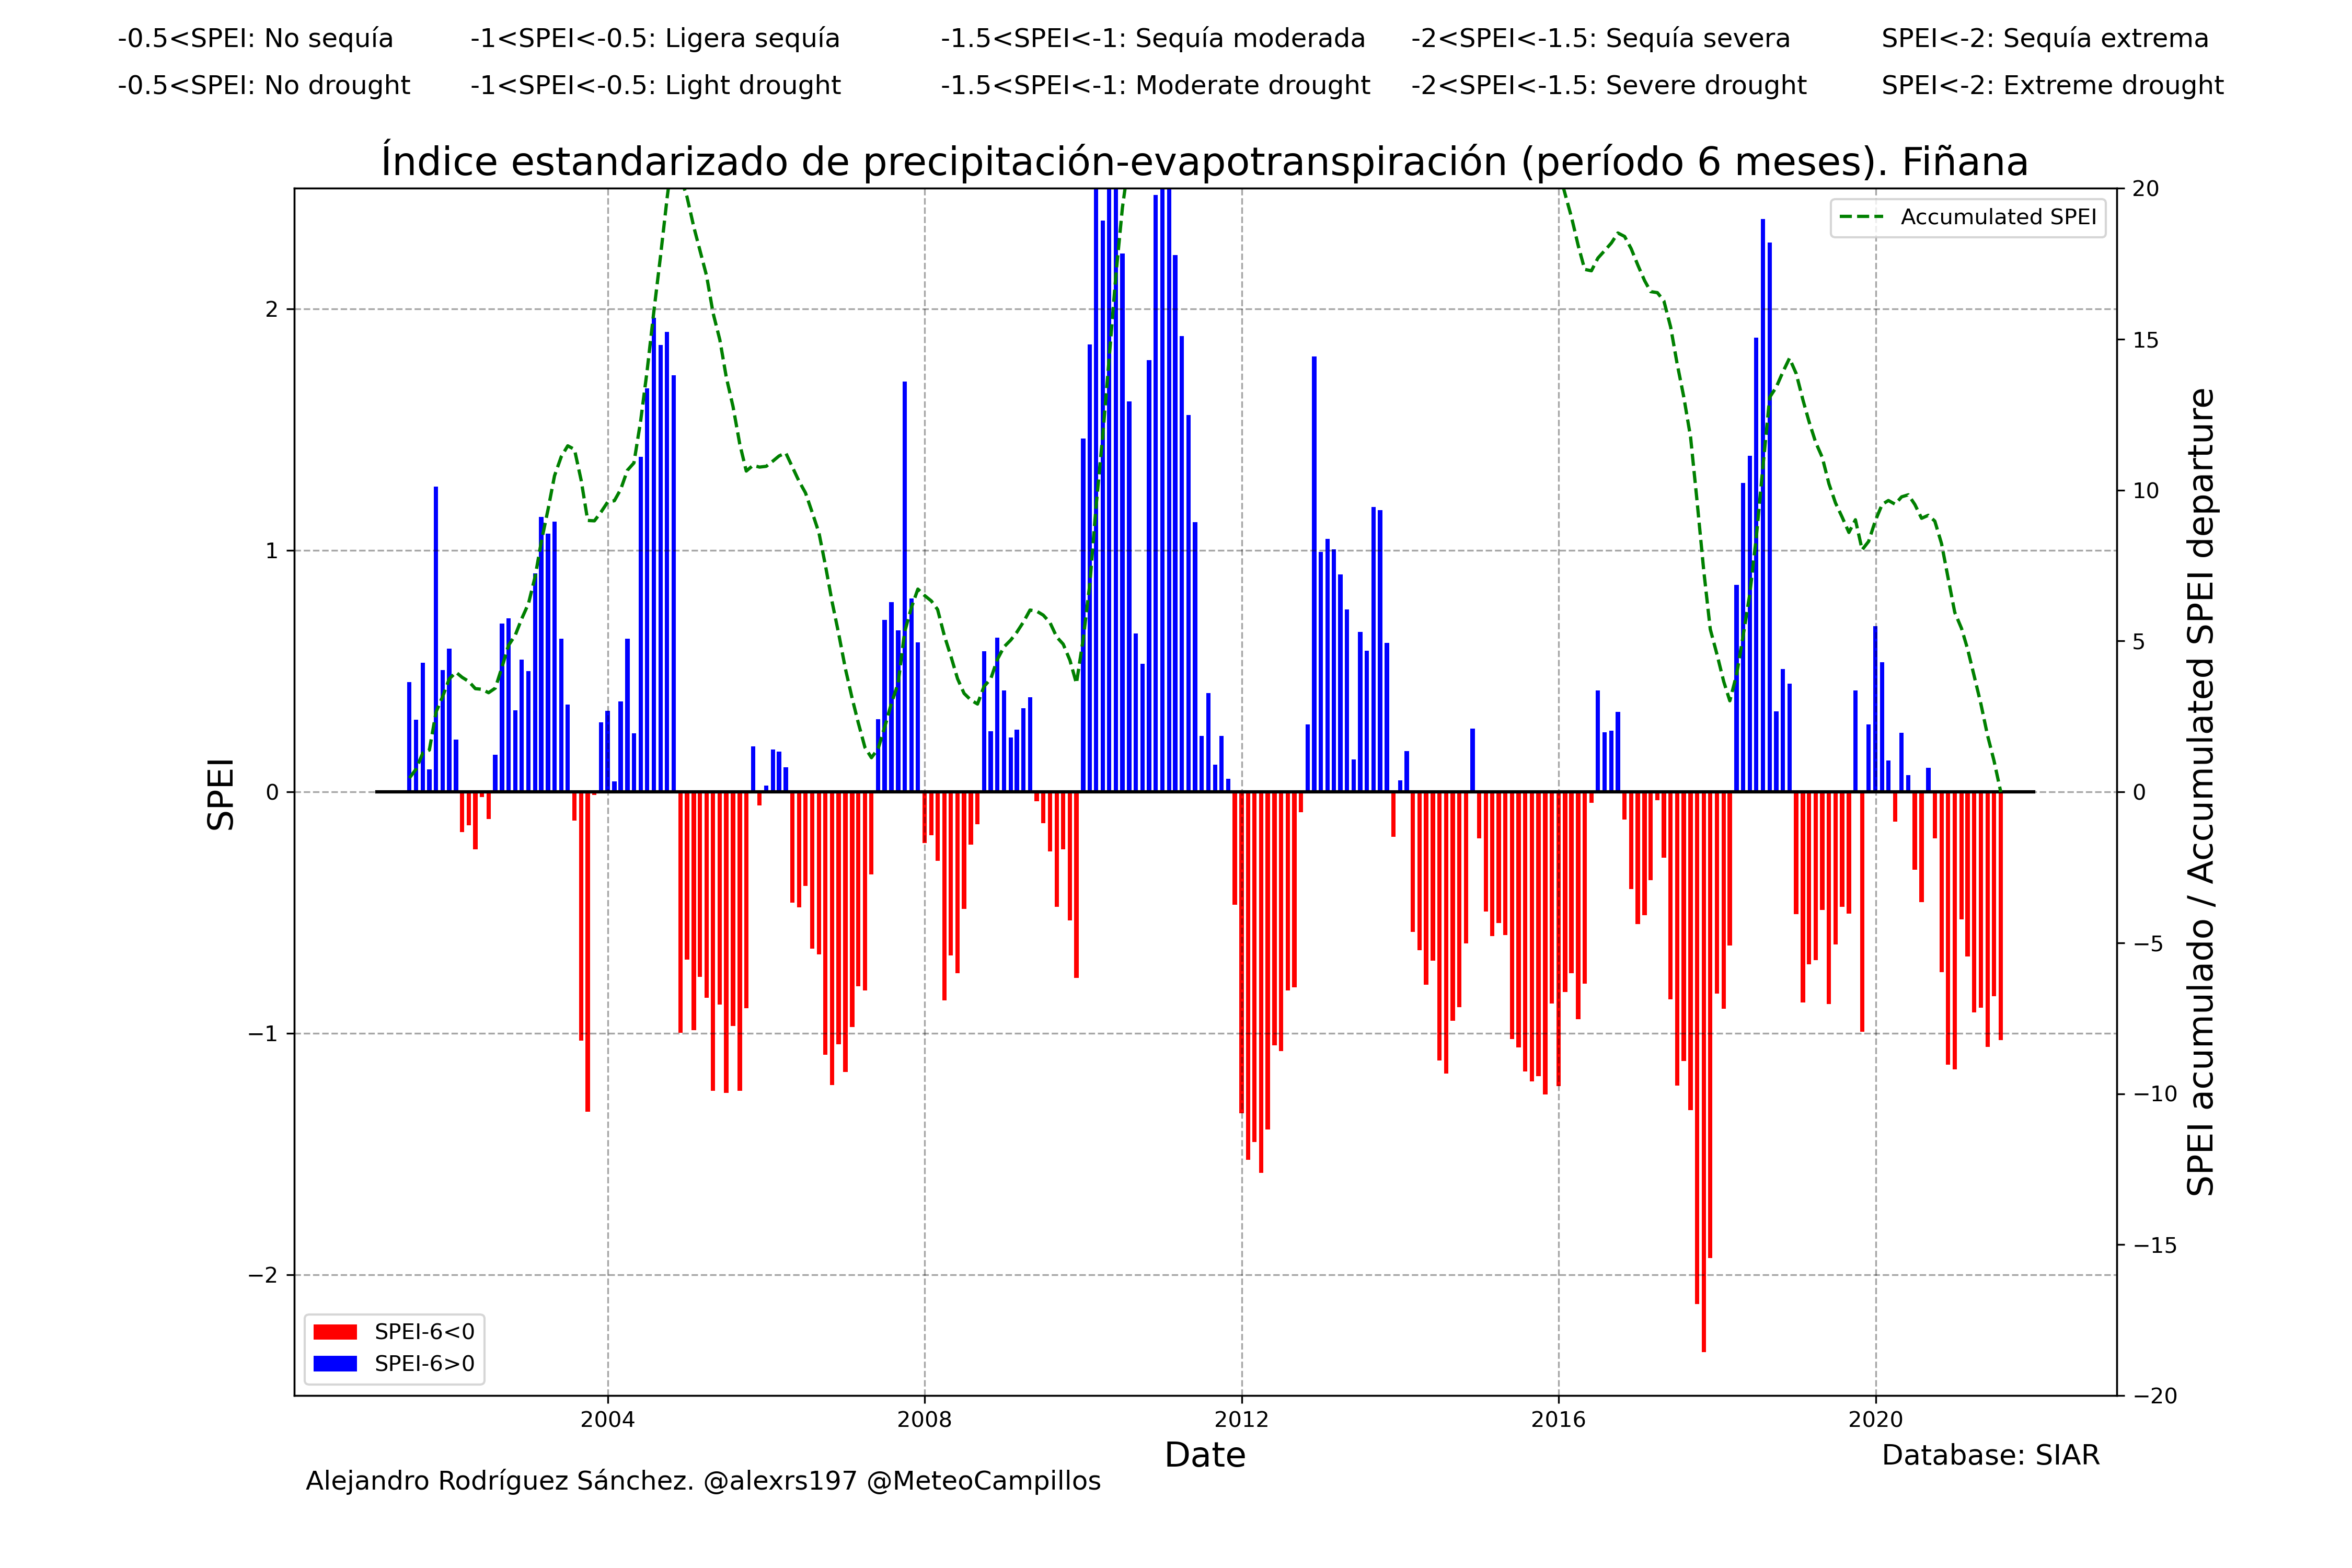 -0.5<SPEI: No sequía -1<SPEI<-0.5: Ligera sequía -1.5<SPEI<-1: Sequía moderada -2<SPEI<-1.5: Sequía severa SPEI<-2: Sequía extrema
-0.5<SPEI: No drought -1<SPEI<-0.5: Light drought -1.5<SPEI<-1: Moderate drought -2<SPEI<-1.5: Severe drought SPEI<-2: Extreme drought
Índice estandarizado de precipitación-evapotranspiración (período 6 meses). Fiñana
Accumulated SPEI
SPEI
2
1
0
−1
−2
20
15
10
5
0
−5
−10
−15
−20
SPEI acumulado / Accumulated SPEI departure
SPEI-6<0
SPEI-6>0
2004 2008 2012 2016 2020
Date
Database: SIAR
Alejandro Rodríguez Sánchez. @alexrs197 @MeteoCampillos